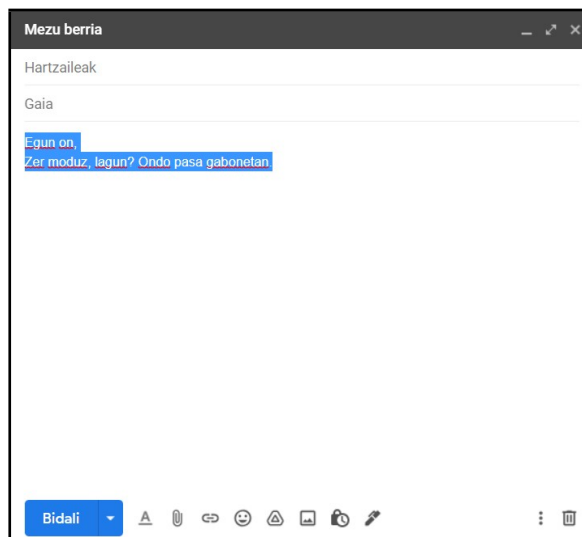 Mezu berria
Hartzaileak
Gaia
Egun on,
Zer moduz, lagun? Ondo pasa gabonetan.
Bidali